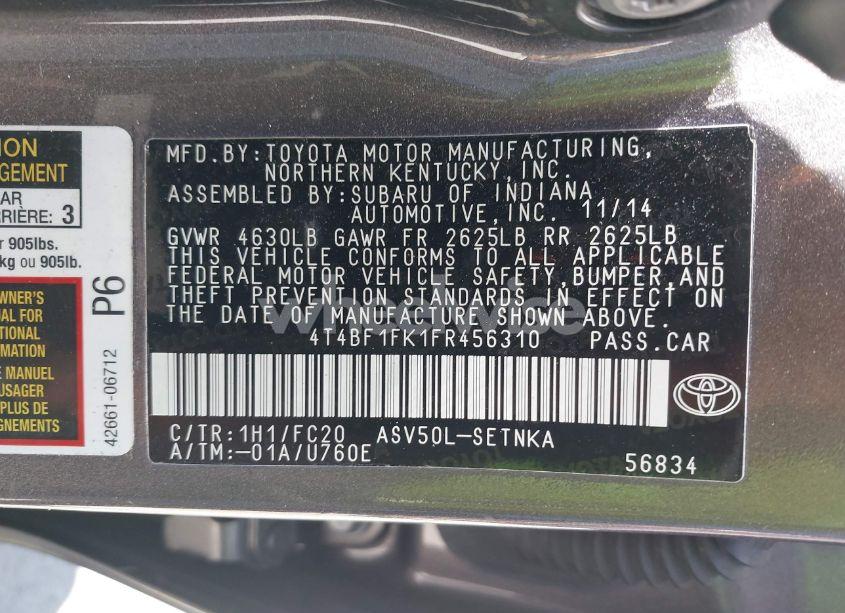 ION
GEMENT
AR
RRIÈRE: 3
r 905lbs.
kg ou 905lb.
OWNER'S
UAL FOR
TIONAL
MATION
E MANUEL
'USAGER
PLUS DE
GNEMENTS
P6
42661-06712
MFD.BY:TOYOTA MOTOR MANUFACTURING,
NORTHERN KENTUCKY,INC.
ASSEMBLED BY:SUBARU OF INDIANA
AUTOMOTIVE,INC. 11/14
GVWR 4630LB GAWR FR 2625LB RR 2625LB
THIS VEHICLE CONFORMS TO ALL APPLICABLE
FEDERAL MOTOR VEHICLE SAFETY,BUMPER,AND
THEFT PREVENTION STANDARDS IN EFFECT ON
THE DATE OF MANUFACTURE SHOWN ABOVE.
4T4BF1FK1FR456310 PASS.CAR
C/TR:1H1/FC20 ASV50L-SETNKA
A/TM:-01A/U760E
56834